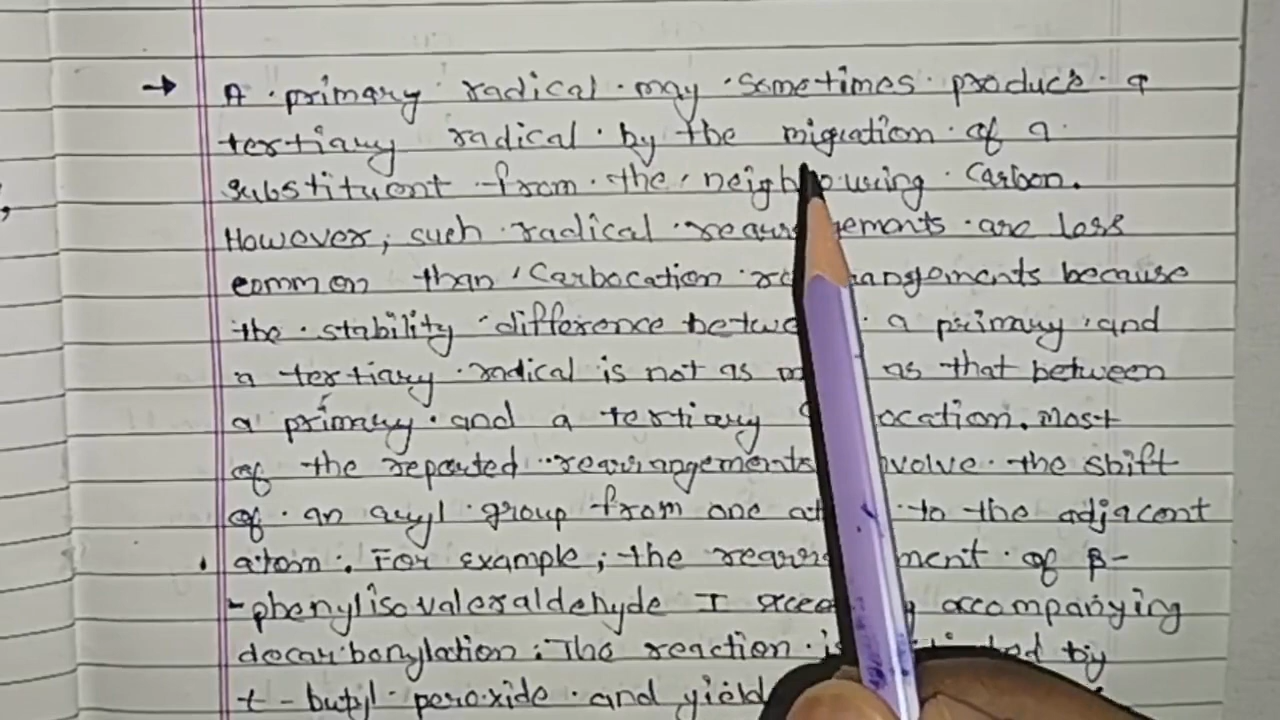 → A primary radical may sometimes produce a
tertiary radical by the migration of a
substituent from the neighbouring carbon.
However, such radical rearrangements are less
common than carbocation rearrangements because
the stability difference between a primary and
a tertiary radical is not as as that between
a primary and a tertiary carbocation. Most
of the reported rearrangements involve the shift
of an aryl group from one atom to the adjacent
atom. For example, the rearrangement of β-
-phenylisovaleraldehyde I accompanying
decarbonylation. The reaction is initiated by
t-butyl peroxide and yield